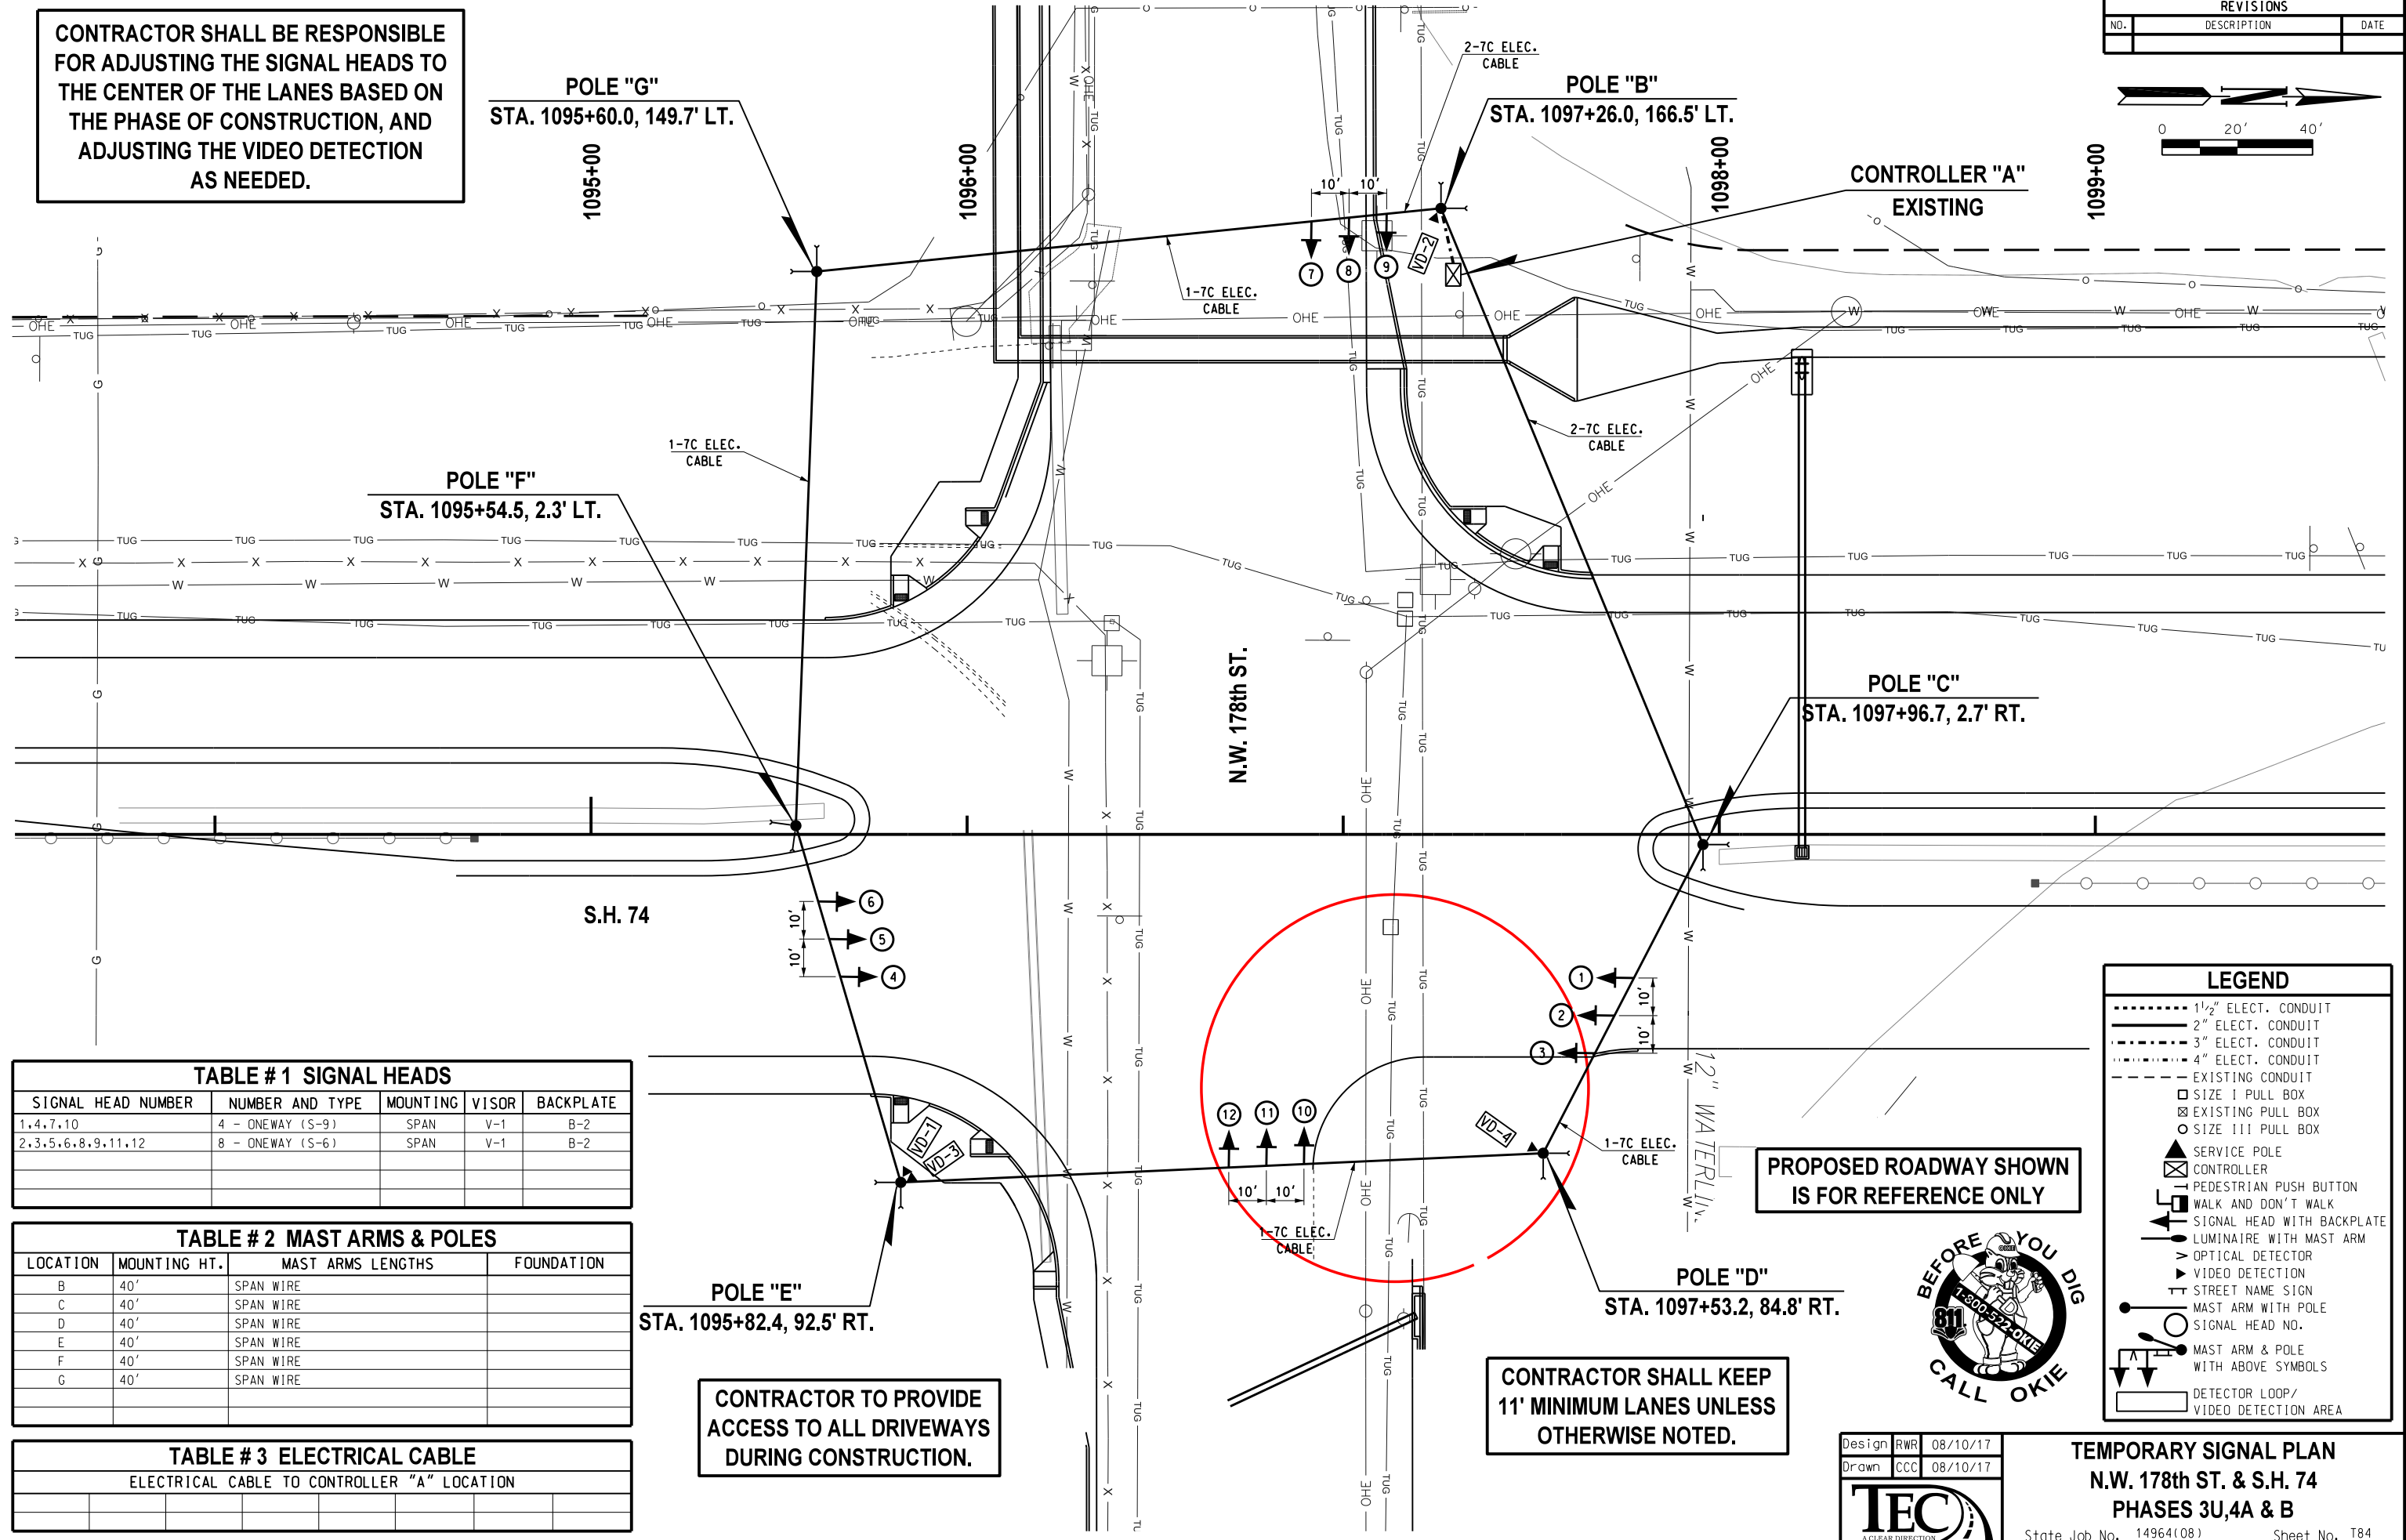 CONTRACTOR SHALL BE RESPONSIBLE
FOR ADJUSTING THE SIGNAL HEADS TO
THE CENTER OF THE LANES BASED ON
THE PHASE OF CONSTRUCTION, AND
ADJUSTING THE VIDEO DETECTION
AS NEEDED.
REVISIONS
NO. DESCRIPTION DATE
0 20' 40'
POLE "G"
STA. 1095+60.0, 149.7' LT.
2-7C ELEC.
CABLE
POLE "B"
STA. 1097+26.0, 166.5' LT.
CONTROLLER "A"
EXISTING
1095+00
1096+00
1098+00
1099+00
10' 10'
7 8 9
VD-2
1-7C ELEC.
CABLE
1-7C ELEC.
CABLE
2-7C ELEC.
CABLE
POLE "F"
STA. 1095+54.5, 2.3' LT.
N.W. 178th ST.
POLE "C"
STA. 1097+96.7, 2.7' RT.
S.H. 74
6
10'
5
10'
4
1
10'
2
10'
3
12 11 10
10' 10'
VD-1
VD-3
VD-4
1-7C ELEC.
CABLE
1-7C ELEC.
CABLE
12" WATERLIN
POLE "E"
STA. 1095+82.4, 92.5' RT.
POLE "D"
STA. 1097+53.2, 84.8' RT.
PROPOSED ROADWAY SHOWN
IS FOR REFERENCE ONLY
CONTRACTOR TO PROVIDE
ACCESS TO ALL DRIVEWAYS
DURING CONSTRUCTION.
CONTRACTOR SHALL KEEP
11' MINIMUM LANES UNLESS
OTHERWISE NOTED.
TABLE # 1 SIGNAL HEADS
SIGNAL HEAD NUMBER NUMBER AND TYPE MOUNTING VISOR BACKPLATE
1,4,7,10 4 - ONEWAY (S-9) SPAN V-1 B-2
2,3,5,6,8,9,11,12 8 - ONEWAY (S-6) SPAN V-1 B-2
TABLE # 2 MAST ARMS & POLES
LOCATION MOUNTING HT. MAST ARMS LENGTHS FOUNDATION
B 40' SPAN WIRE
C 40' SPAN WIRE
D 40' SPAN WIRE
E 40' SPAN WIRE
F 40' SPAN WIRE
G 40' SPAN WIRE
TABLE # 3 ELECTRICAL CABLE
ELECTRICAL CABLE TO CONTROLLER "A" LOCATION
LEGEND
1 1/2" ELECT. CONDUIT
2" ELECT. CONDUIT
3" ELECT. CONDUIT
4" ELECT. CONDUIT
EXISTING CONDUIT
SIZE I PULL BOX
EXISTING PULL BOX
SIZE III PULL BOX
SERVICE POLE
CONTROLLER
PEDESTRIAN PUSH BUTTON
WALK AND DON'T WALK
SIGNAL HEAD WITH BACKPLATE
LUMINAIRE WITH MAST ARM
OPTICAL DETECTOR
VIDEO DETECTION
STREET NAME SIGN
MAST ARM WITH POLE
SIGNAL HEAD NO.
MAST ARM & POLE
WITH ABOVE SYMBOLS
DETECTOR LOOP/
VIDEO DETECTION AREA
BEFORE YOU DIG
OKIE
1-800-522-OKIE
811
CALL OKIE
Design RWR 08/10/17
Drawn CCC 08/10/17
TEC
A CLEAR DIRECTION
TEMPORARY SIGNAL PLAN
N.W. 178th ST. & S.H. 74
PHASES 3U,4A & B
State Job No. 14964(08) Sheet No. T84